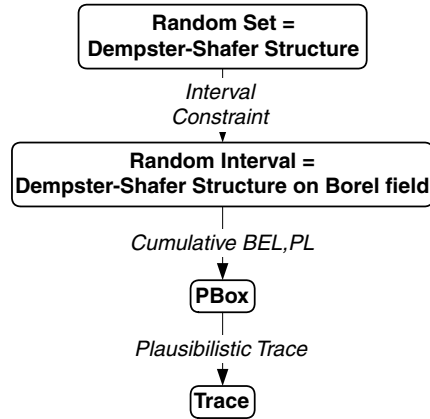 Random Set =
Dempster-Shafer Structure
Interval
Constraint
Random Interval =
Dempster-Shafer Structure on Borel field
Cumulative BEL,PL
PBox
Plausibilistic Trace
Trace